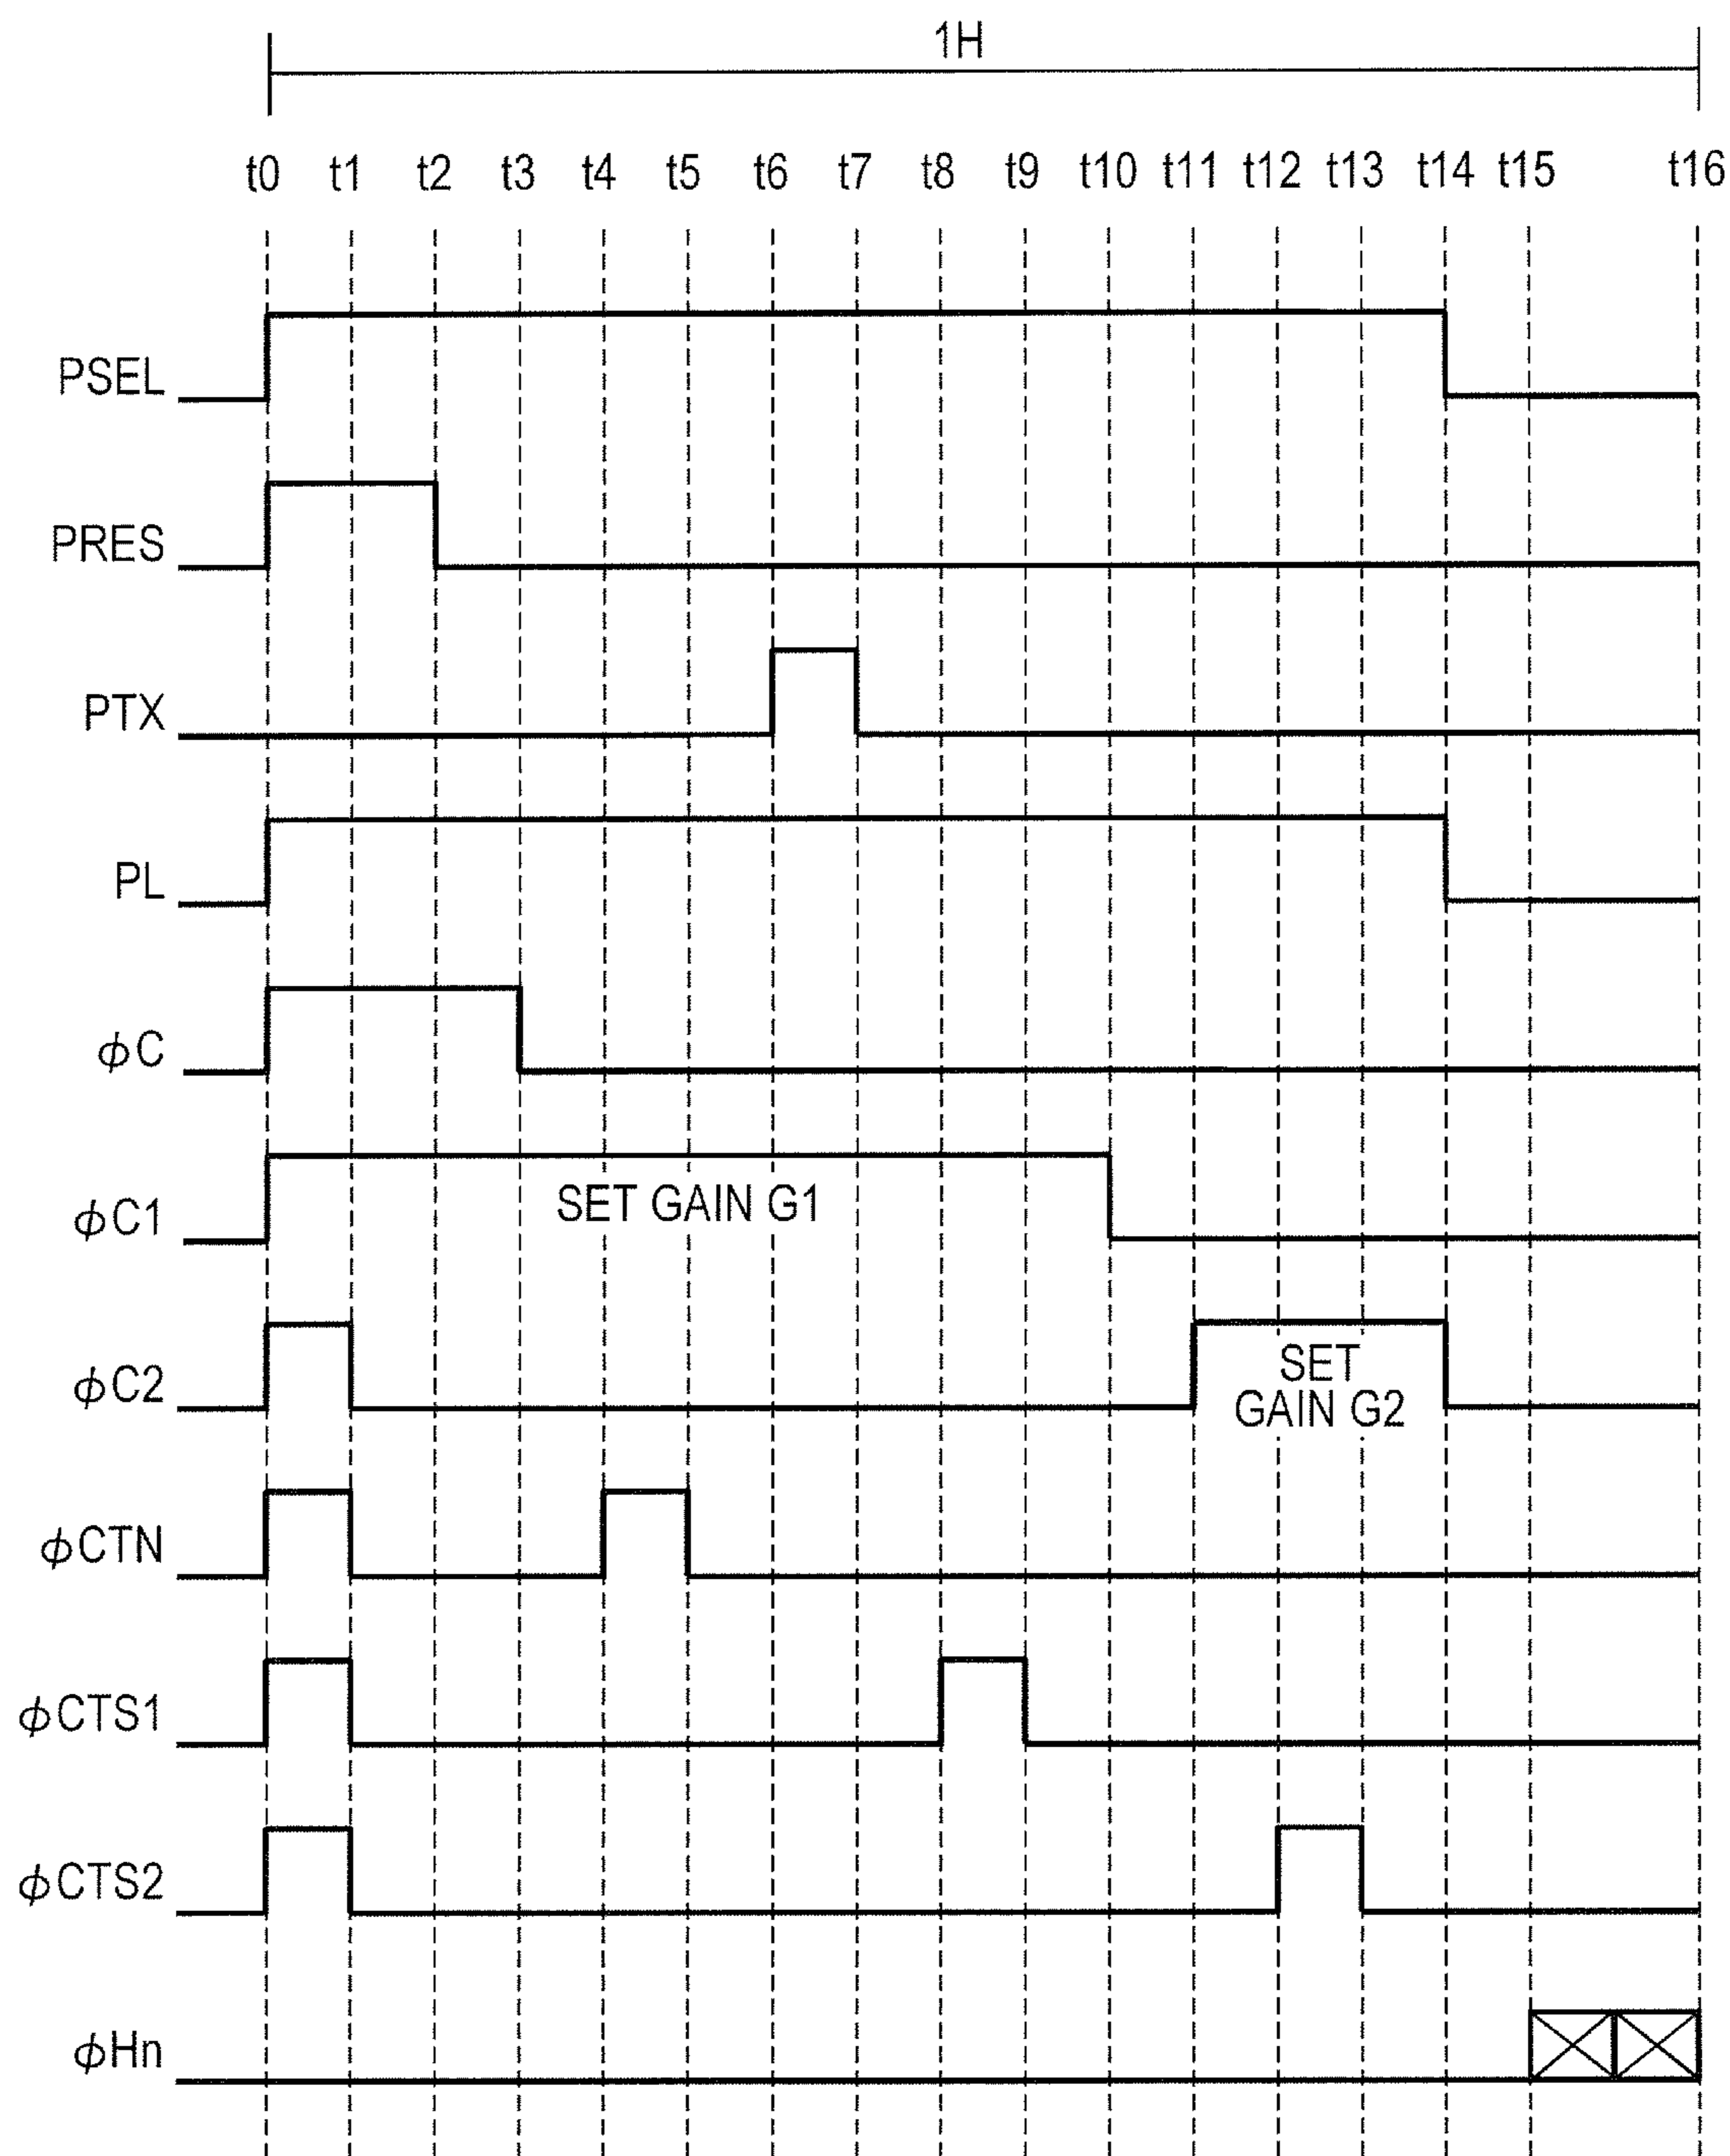 1H
t0 t1 t2 t3 t4 t5 t6 t7 t8 t9 t10 t11 t12 t13 t14 t15 t16
PSEL
PRES
PTX
PL
ϕC
ϕC1 SET GAIN G1
ϕC2 SET
GAIN G2
ϕCTN
ϕCTS1
ϕCTS2
ϕHn